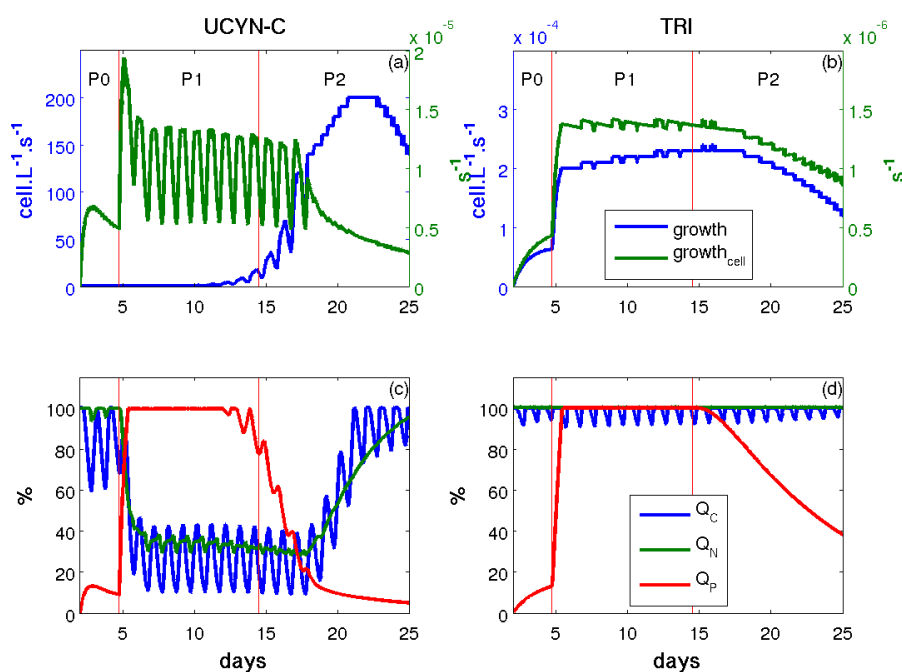 UCYN-C
TRI
x 10^-5
x 10^-4
x 10^-6
P0 P1 P2 (a)
P0 P1 P2 (b)
cell.L^-1.s^-1
200
150
100
50
0
2
1.5
1
0.5
0
s^-1
5 10 15 20 25
cell.L^-1.s^-1
3
2
1
0
1.5
1
0.5
0
s^-1
growth
growth_cell
5 10 15 20 25
(c)
%
100
80
60
40
20
0
5 10 15 20 25
days
(d)
%
100
80
60
40
20
0
Q_C
Q_N
Q_P
5 10 15 20 25
days